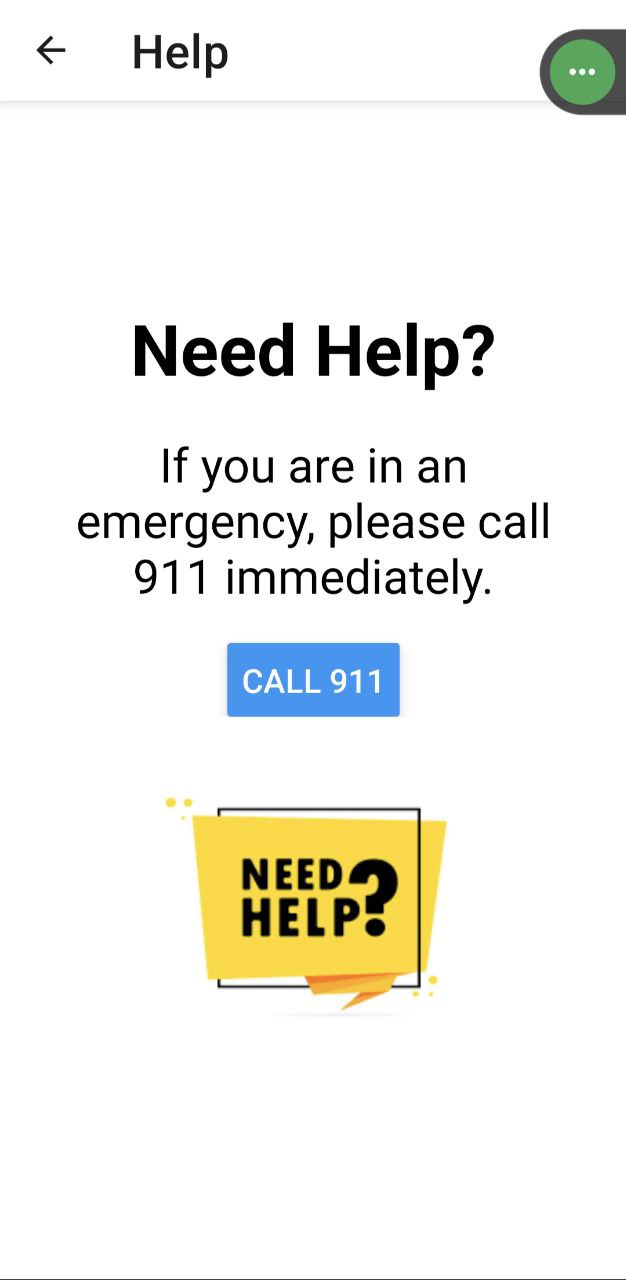 Help
Need Help?
If you are in an
emergency, please call
911 immediately.
CALL 911
NEED
HELP?